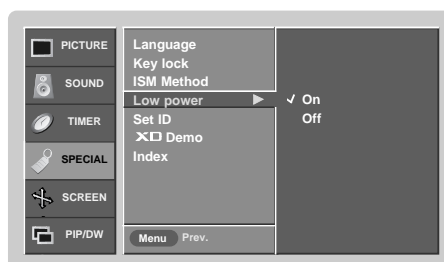 PICTURE
SOUND
TIMER
SPECIAL
SCREEN
PIP/DW
Language
Key lock
ISM Method
Low power
Set ID
XD Demo
Index
Menu Prev.
On
Off